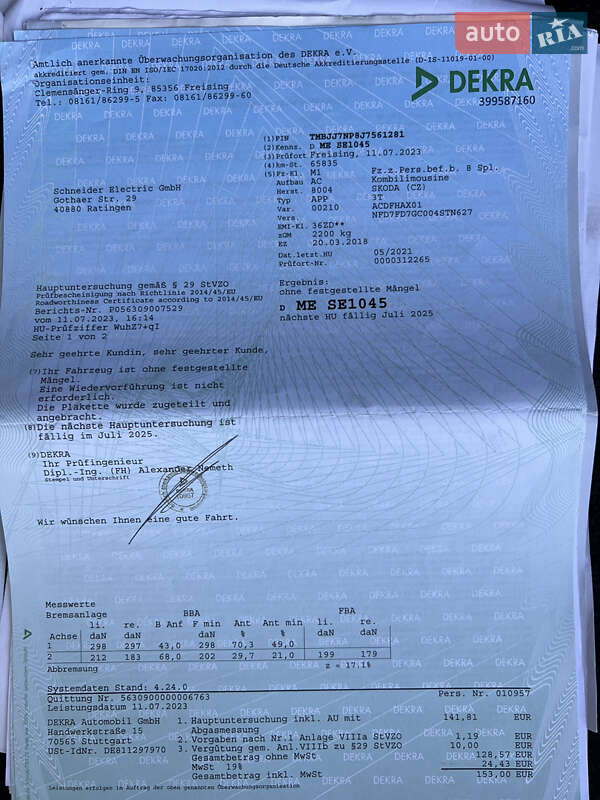 auto RIA.com
Amtlich anerkannte Überwachungsorganisation des DEKRA e.V.
akkreditiert gem. DIN EN ISO/IEC 17020:2012 durch die Deutsche Akkreditierungsstelle (D-IS-11019-01-00)
Organisationseinheit:
Clemensänger-Ring 9, 85356 Freising
Tel.: 08161/86299-5 Fax: 08161/86299-60
DEKRA
399587160
(1) FIN TMBJJ7NP8J7561281
(2) Kennz. D ME SE1045
(3) Prüfort Freising, 11.07.2023
(4) km-St. 65835
(5) Fz-Kl. M1 Fz.z.Pers.bef.b. 8 Spl.
Aufbau AC Kombilimousine
Herst. 8004 SKODA (CZ)
Typ APP 3T
Var. 00210 ACDFHAX01
Vers. NFD7FD7GC004STN627
EMI-Kl. 36ZD**
zGM 2200 kg
EZ 20.03.2018
Dat.letzt.HU 05/2021
Prüfort-Nr. 0000312265
Schneider Electric GmbH
Gothaer Str. 29
40880 Ratingen
Hauptuntersuchung gemäß § 29 StVZO
Prüfbescheinigung nach Richtlinie 2014/45/EU
Roadworthiness Certificate according to 2014/45/EU
Berichts-Nr. P056309007529
vom 11.07.2023, 16:14
HU-Prüfziffer WuhZ7+qI
Seite 1 von 2
Ergebnis:
ohne festgestellte Mängel
D ME SE1045
nächste HU fällig Juli 2025
Sehr geehrte Kundin, sehr geehrter Kunde,
(7) Ihr Fahrzeug ist ohne festgestellte
Mängel.
Eine Wiedervorführung ist nicht
erforderlich.
Die Plakette wurde zugeteilt und
angebracht.
(8) Die nächste Hauptuntersuchung ist
fällig im Juli 2025.
(9) DEKRA
Ihr Prüfingenieur
Dipl.-Ing. (FH) Alexander Nemeth
Stempel und Unterschrift
Wir wünschen Ihnen eine gute Fahrt.
Messwerte
Bremsanlage BBA FBA
li. re. B Anf F min Ant Ant min li. re.
Achse daN daN daN % % daN daN
1 298 297 43,0 298 70,3 49,0
2 212 183 68,0 202 29,7 21,0 199 179
Abbremsung z = 17,1%
Systemdaten Stand: 4.24.0
Quittung Nr. 563090000006763 Pers. Nr. 010957
Leistungsdatum 11.07.2023
DEKRA Automobil GmbH
Handwerkstraße 15
70565 Stuttgart
USt-IdNr. DE811297970
1. Hauptuntersuchung inkl. AU mit 141,81 EUR
Abgasmessung
2. Vorgaben nach Nr.1 Anlage VIIIa StVZO 1,19 EUR
3. Vergütung gem. Anl.VIIIb zu §29 StVZO 10,00 EUR
Gesamtbetrag ohne MwSt 128,57 EUR
MwSt 19% 24,43 EUR
Gesamtbetrag inkl. MwSt 153,00 EUR
Leistungen erfolgen im Auftrag der oben genannten Überwachungsorganisation